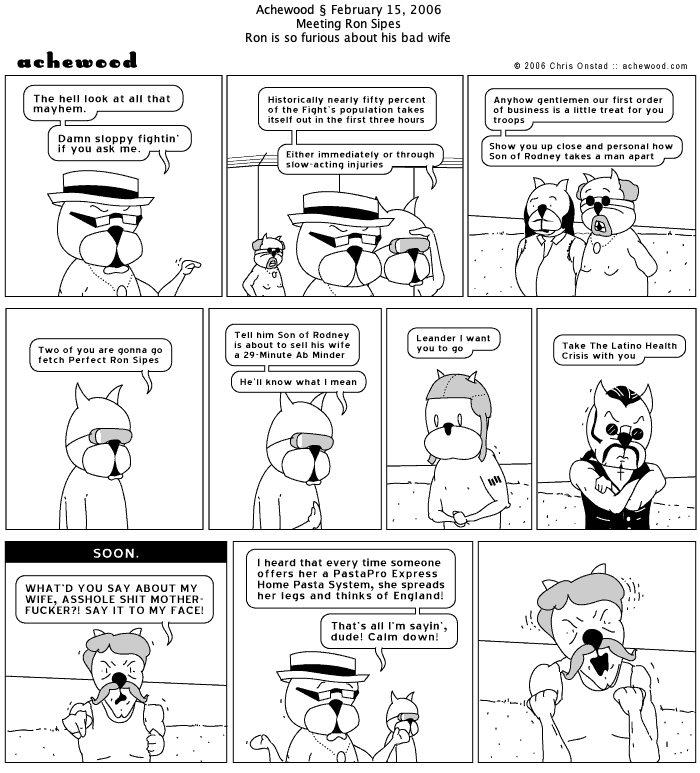 Achewood § February 15, 2006
Meeting Ron Sipes
Ron is so furious about his bad wife
achewood
© 2006 Chris Onstad :: achewood.com
The hell look at all that
mayhem.
Damn sloppy fightin'
if you ask me.
Historically nearly fifty percent
of the Fight's population takes
itself out in the first three hours
Either immediately or through
slow-acting injuries
Anyhow gentlemen our first order
of business is a little treat for you
troops
Show you up close and personal how
Son of Rodney takes a man apart
Two of you are gonna go
fetch Perfect Ron Sipes
Tell him Son of Rodney
is about to sell his wife
a 29-Minute Ab Minder
He'll know what I mean
Leander I want
you to go
Take The Latino Health
Crisis with you
SOON.
WHAT'D YOU SAY ABOUT MY
WIFE, ASSHOLE SHIT MOTHER-
FUCKER?! SAY IT TO MY FACE!
I heard that every time someone
offers her a PastaPro Express
Home Pasta System, she spreads
her legs and thinks of England!
That's all I'm sayin',
dude! Calm down!